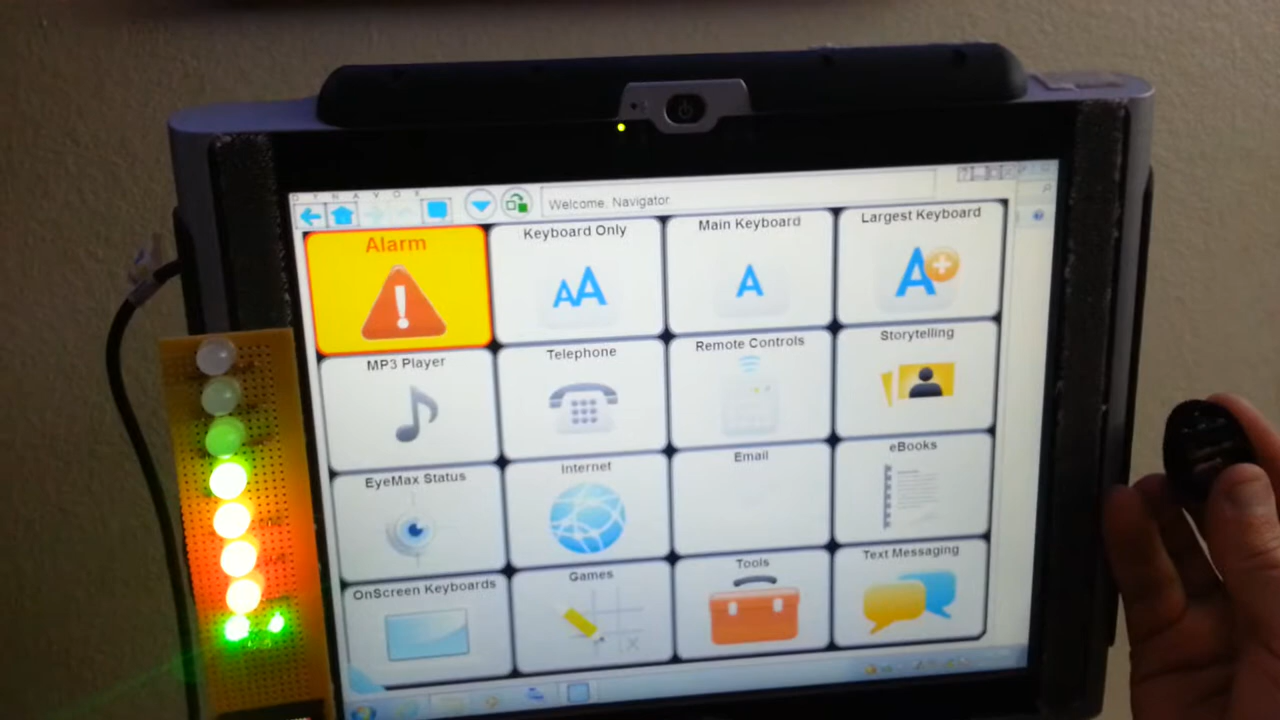 DYNAVOX
Welcome, Navigator
Alarm
Keyboard Only
Main Keyboard
Largest Keyboard
MP3 Player
Telephone
Remote Controls
Storytelling
EyeMax Status
Internet
Email
eBooks
OnScreen Keyboards
Games
Tools
Text Messaging